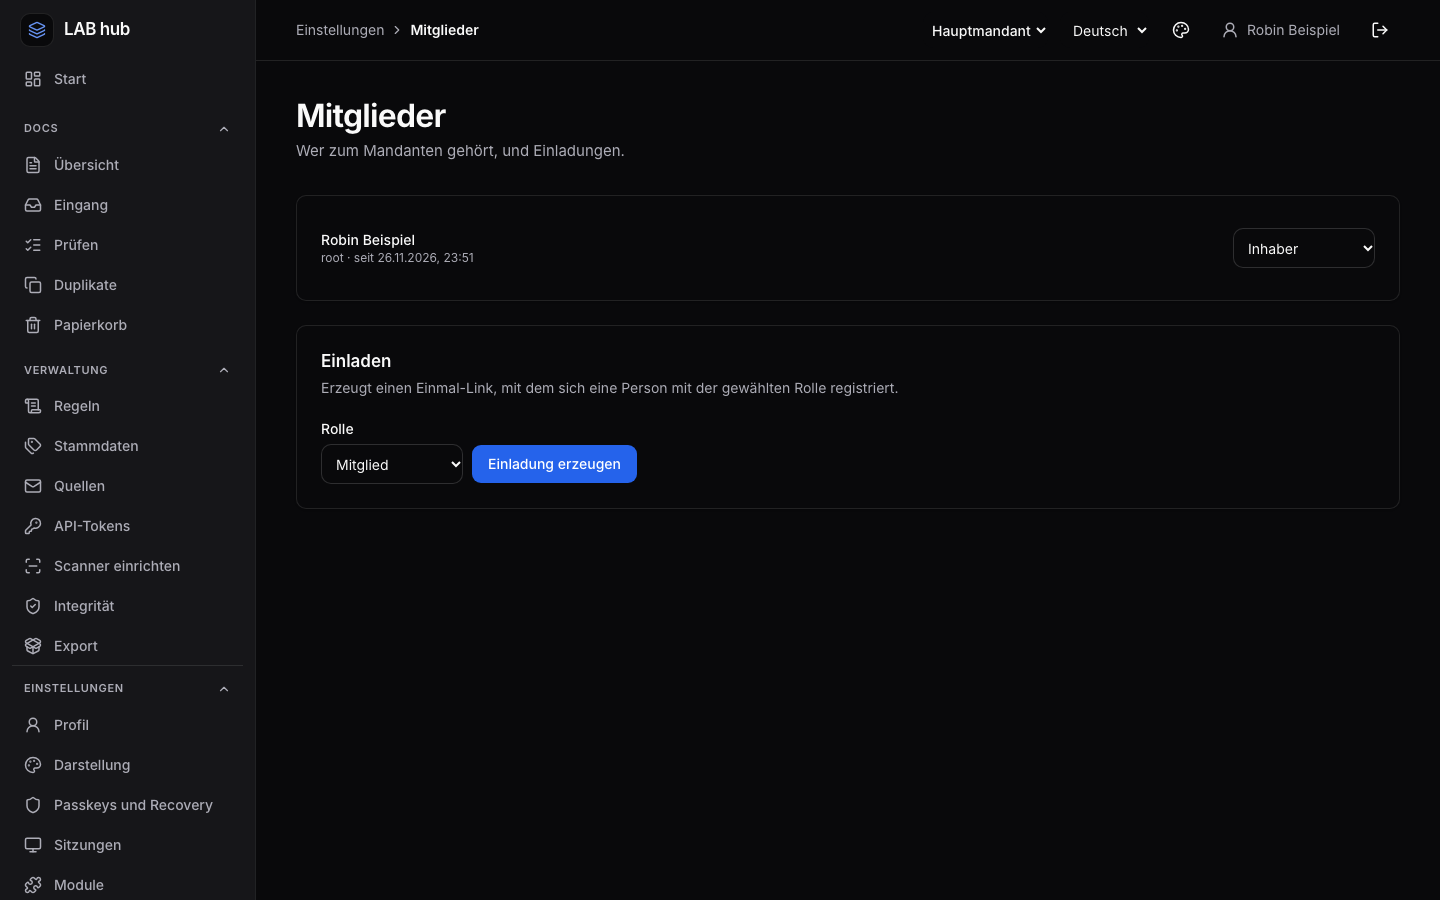 LAB hub
Start
DOCS
Übersicht
Eingang
Prüfen
Duplikate
Papierkorb
VERWALTUNG
Regeln
Stammdaten
Quellen
API-Tokens
Scanner einrichten
Integrität
Export
EINSTELLUNGEN
Profil
Darstellung
Passkeys und Recovery
Sitzungen
Module
Einstellungen > Mitglieder
Hauptmandant
Deutsch
Robin Beispiel
Mitglieder
Wer zum Mandanten gehört, und Einladungen.
Robin Beispiel
root · seit 26.11.2026, 23:51
Inhaber
Einladen
Erzeugt einen Einmal-Link, mit dem sich eine Person mit der gewählten Rolle registriert.
Rolle
Mitglied
Einladung erzeugen